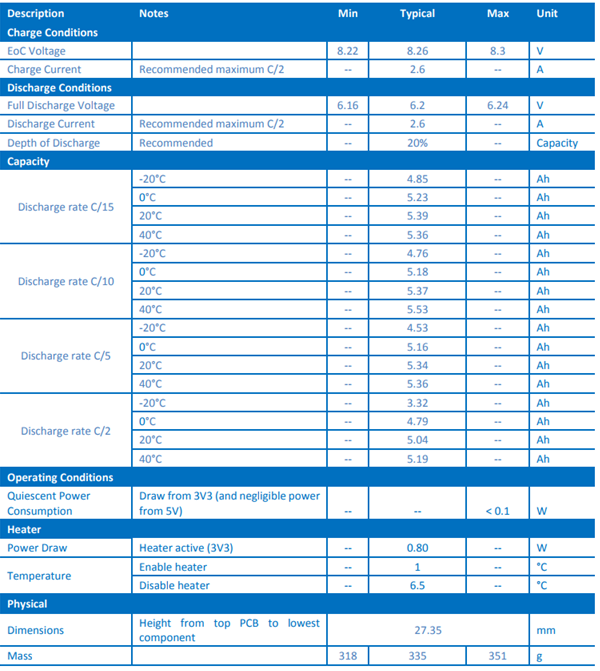 Description Notes Min Typical Max Unit
Charge Conditions
EoC Voltage 8.22 8.26 8.3 V
Charge Current Recommended maximum C/2 -- 2.6 -- A
Discharge Conditions
Full Discharge Voltage 6.16 6.2 6.24 V
Discharge Current Recommended maximum C/2 -- 2.6 -- A
Depth of Discharge Recommended -- 20% -- Capacity
Capacity
Discharge rate C/15
-20°C -- 4.85 -- Ah
0°C -- 5.23 -- Ah
20°C -- 5.39 -- Ah
40°C -- 5.36 -- Ah
Discharge rate C/10
-20°C -- 4.76 -- Ah
0°C -- 5.18 -- Ah
20°C -- 5.37 -- Ah
40°C -- 5.53 -- Ah
Discharge rate C/5
-20°C -- 4.53 -- Ah
0°C -- 5.16 -- Ah
20°C -- 5.34 -- Ah
40°C -- 5.36 -- Ah
Discharge rate C/2
-20°C -- 3.32 -- Ah
0°C -- 4.79 -- Ah
20°C -- 5.04 -- Ah
40°C -- 5.19 -- Ah
Operating Conditions
Quiescent Power Draw from 3V3 (and negligible power
Consumption from 5V) -- -- < 0.1 W
Heater
Power Draw Heater active (3V3) -- 0.80 -- W
Temperature
Enable heater -- 1 -- °C
Disable heater -- 6.5 -- °C
Physical
Dimensions Height from top PCB to lowest
component 27.35 mm
Mass 318 335 351 g